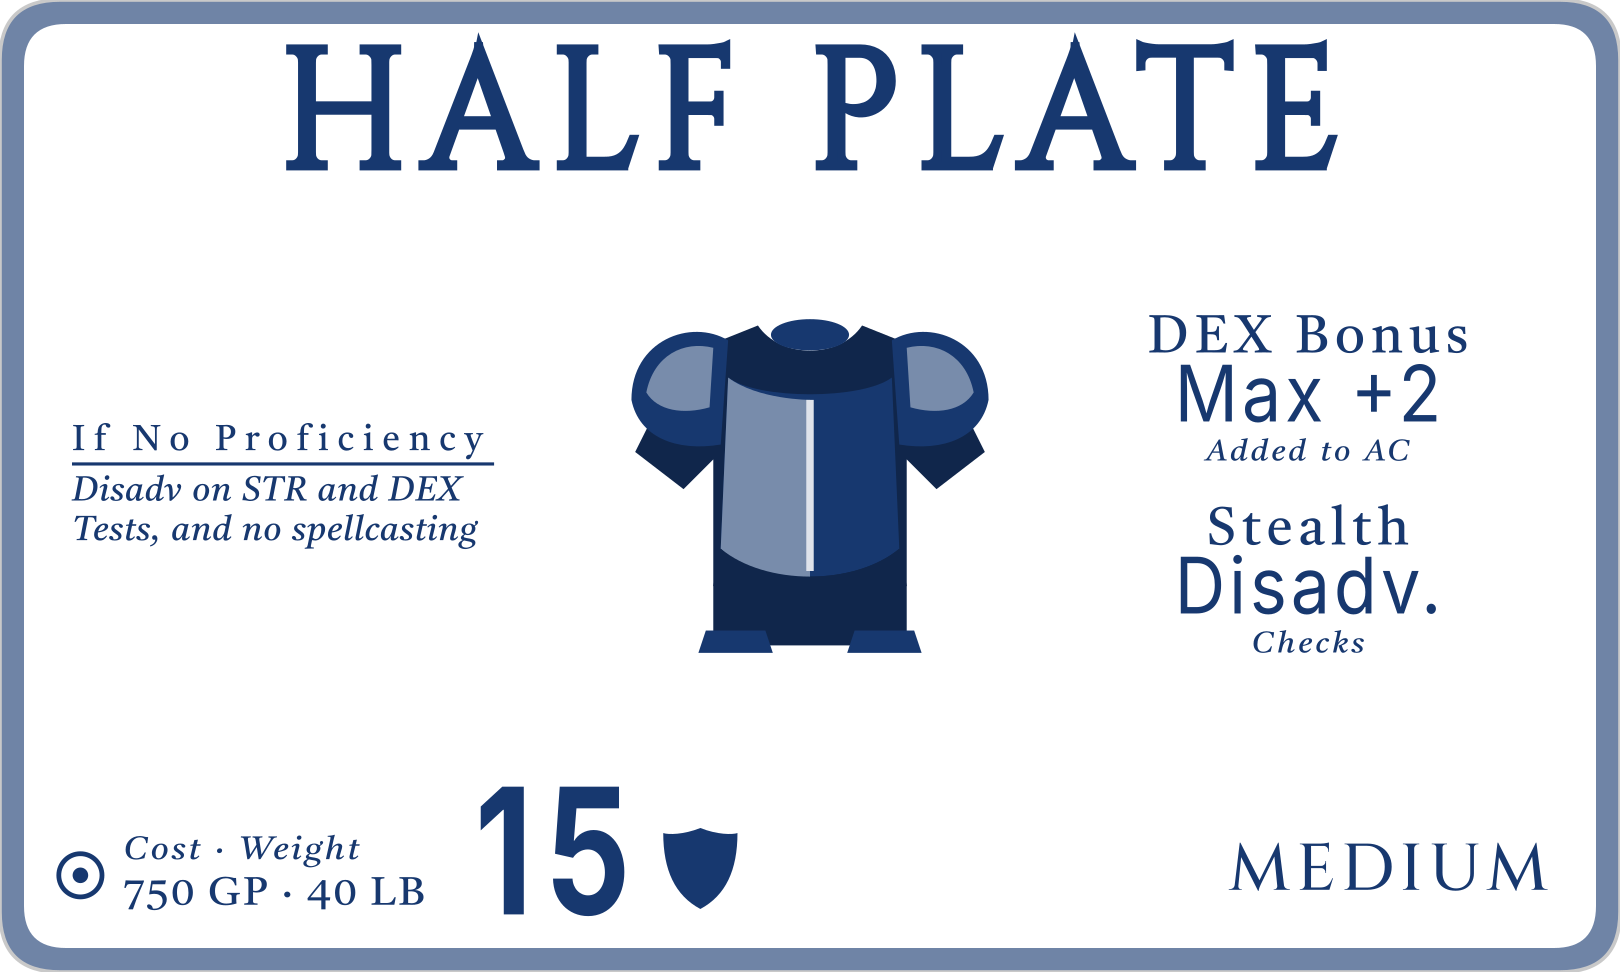 HALF PLATE
If No Proficiency
Disadv on STR and DEX
Tests, and no spellcasting
DEX Bonus
Max +2
Added to AC
Stealth
Disadv.
Checks
Cost · Weight
750 GP · 40 LB
15
MEDIUM